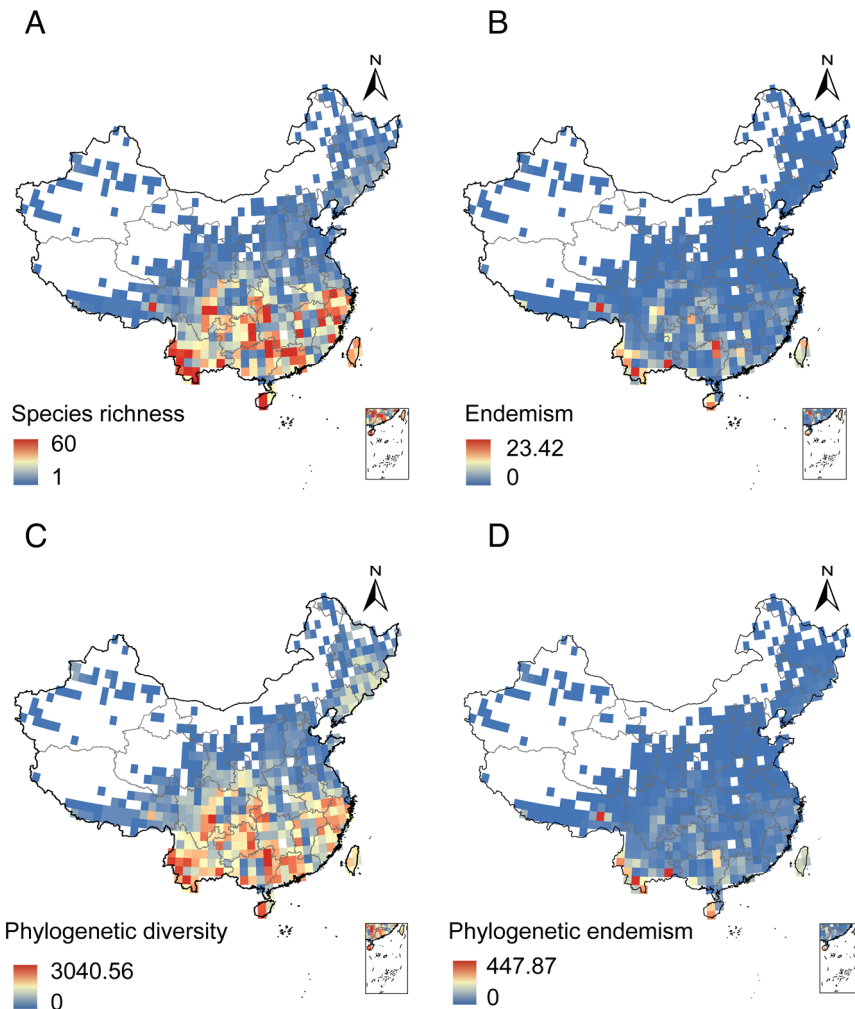 A
B
N
N
Species richness
60
1
Endemism
23.42
0
C
D
N
N
Phylogenetic diversity
3040.56
0
Phylogenetic endemism
447.87
0